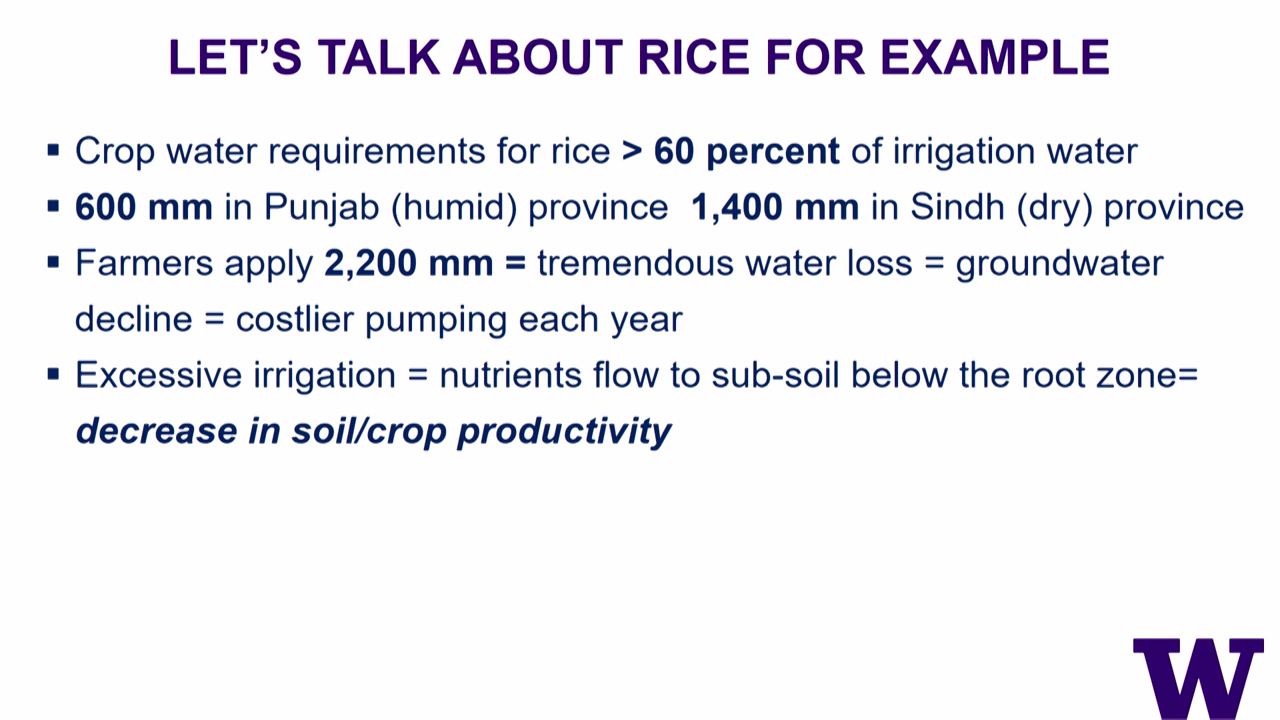 LET’S TALK ABOUT RICE FOR EXAMPLE
▪ Crop water requirements for rice > 60 percent of irrigation water
▪ 600 mm in Punjab (humid) province  1,400 mm in Sindh (dry) province
▪ Farmers apply 2,200 mm = tremendous water loss = groundwater
decline = costlier pumping each year
▪ Excessive irrigation = nutrients flow to sub-soil below the root zone=
decrease in soil/crop productivity
W